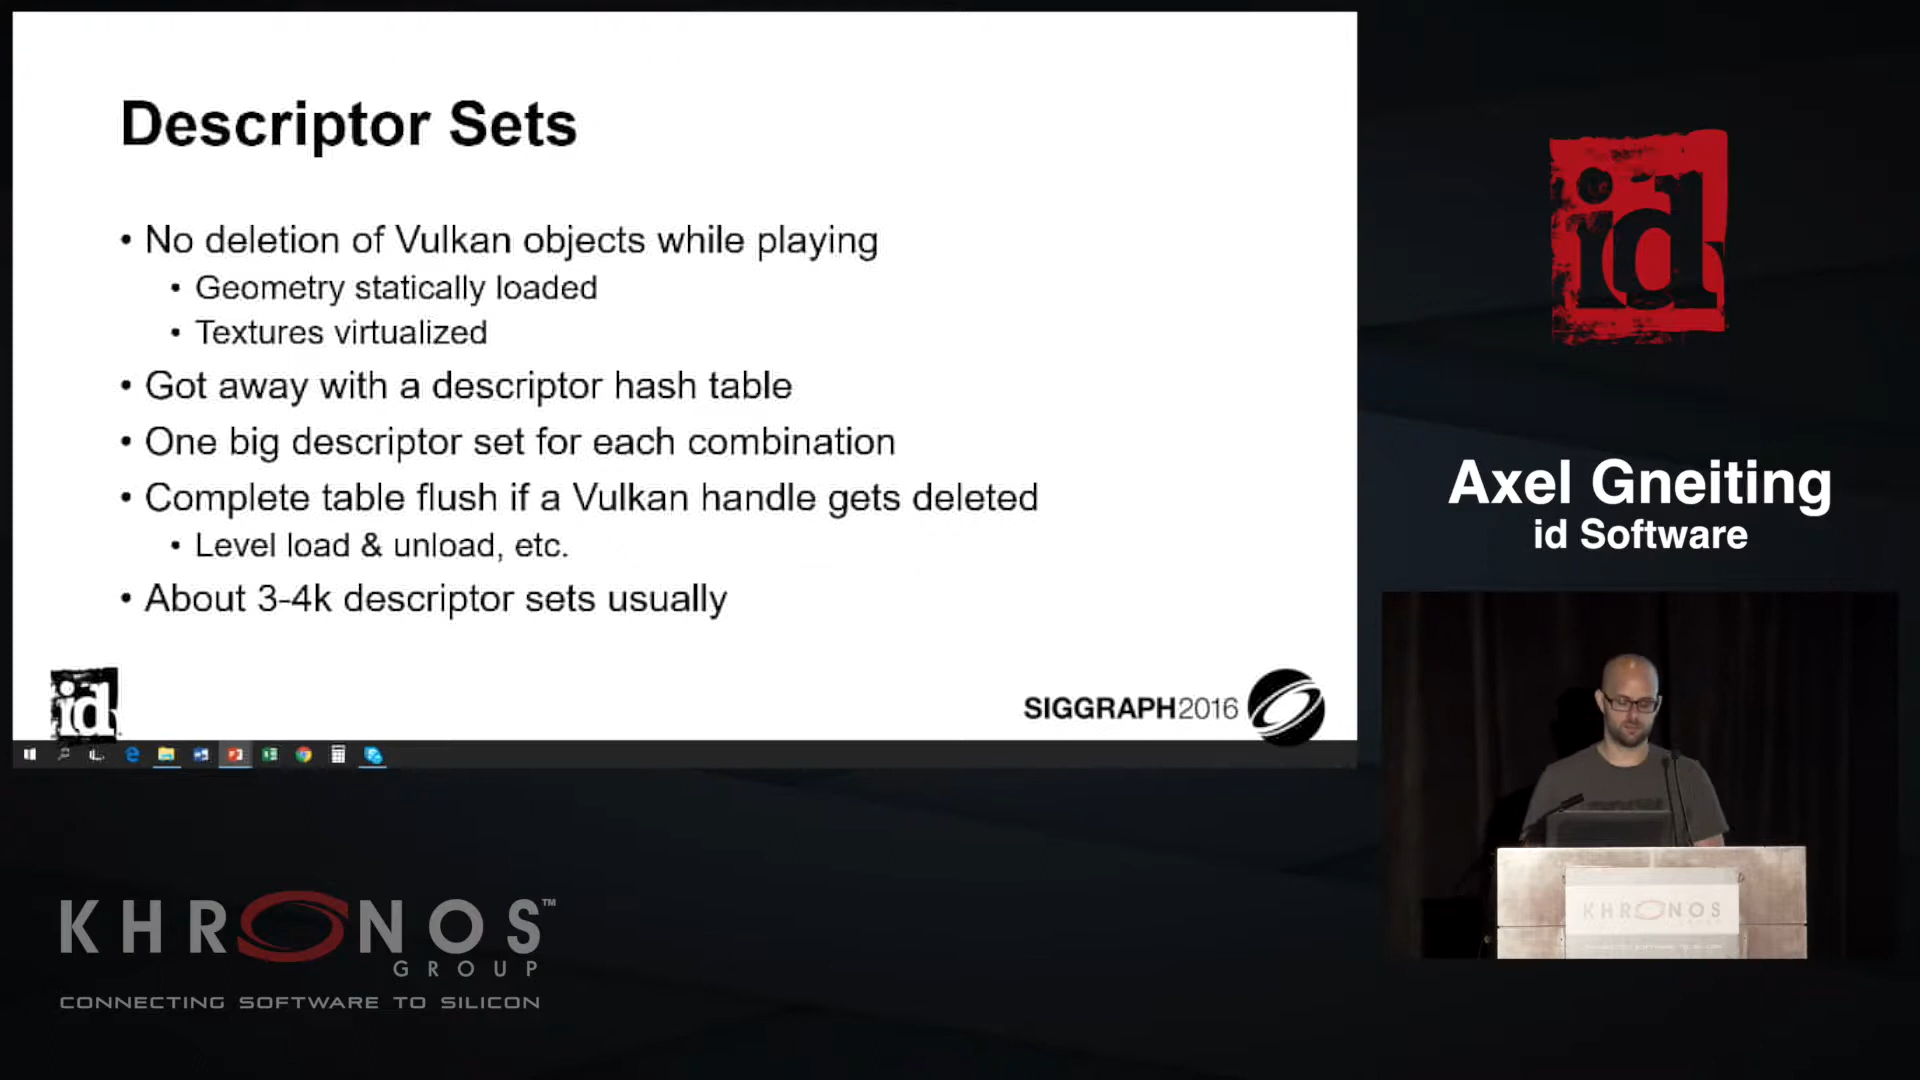 Descriptor Sets
• No deletion of Vulkan objects while playing
• Geometry statically loaded
• Textures virtualized
• Got away with a descriptor hash table
• One big descriptor set for each combination
• Complete table flush if a Vulkan handle gets deleted
• Level load & unload, etc.
• About 3-4k descriptor sets usually
id
SIGGRAPH2016
id
Axel Gneiting
id Software
KHRONOS
KHRONOS™
GROUP
CONNECTING SOFTWARE TO SILICON